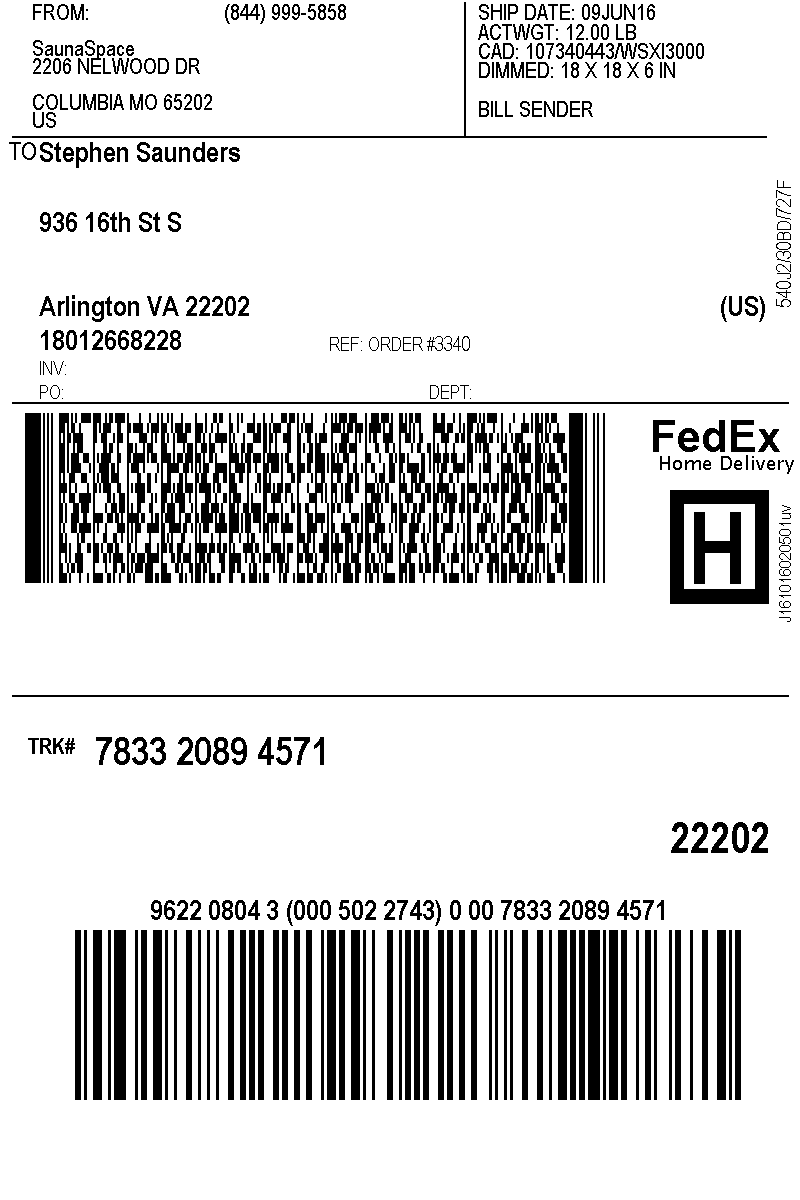 FROM: (844) 999-5858
SaunaSpace
2206 NELWOOD DR
COLUMBIA MO 65202
US
SHIP DATE: 09JUN16
ACTWGT: 12.00 LB
CAD: 107340443/WSXI3000
DIMMED: 18 X 18 X 6 IN
BILL SENDER
TO Stephen Saunders
936 16th St S
Arlington VA 22202 (US)
18012668228 REF: ORDER #3340
INV:
PO: DEPT:
540J2/30BD/727F
FedEx
Home Delivery
H
J161016020501uv
TRK# 7833 2089 4571
22202
9622 0804 3 (000 502 2743) 0 00 7833 2089 4571